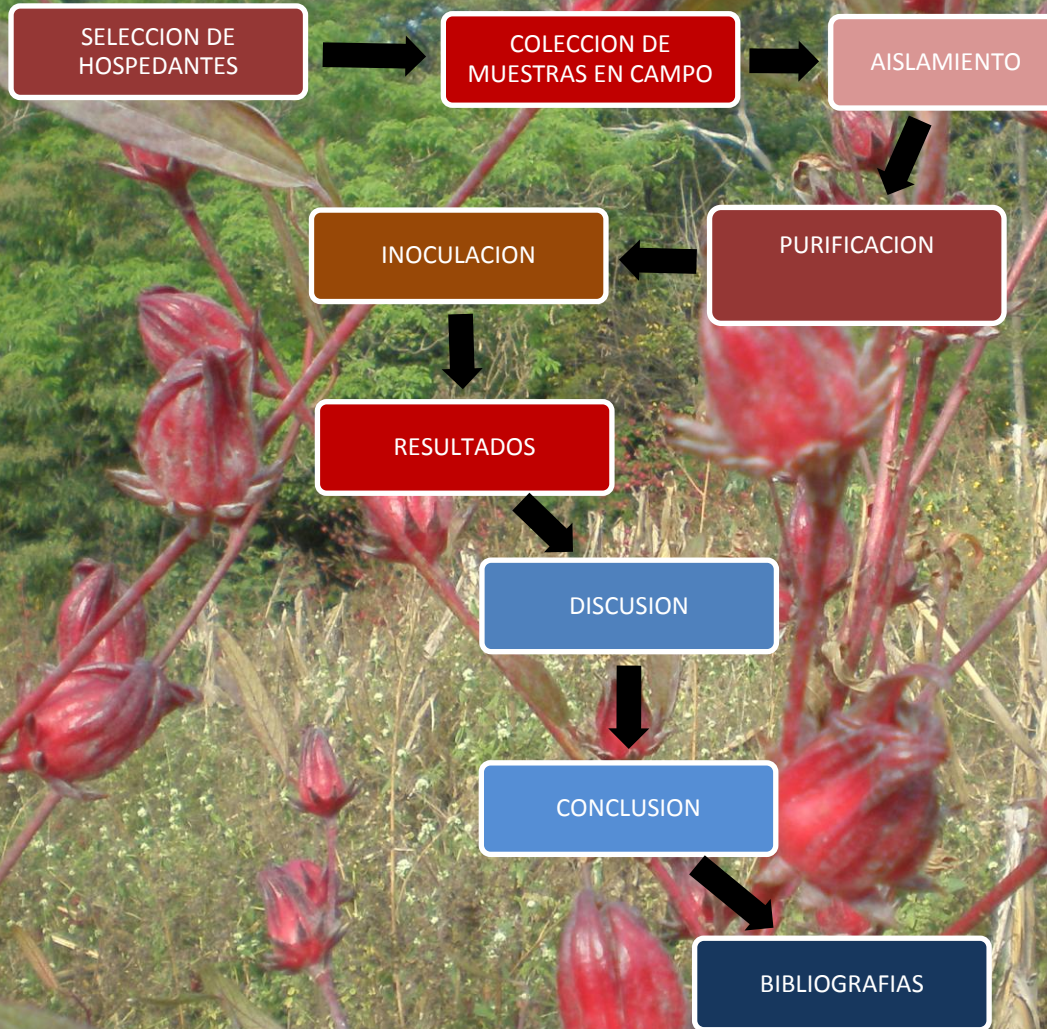 SELECCION DE
HOSPEDANTES
COLECCION DE
MUESTRAS EN CAMPO
AISLAMIENTO
PURIFICACION
INOCULACION
RESULTADOS
DISCUSION
CONCLUSION
BIBLIOGRAFIAS